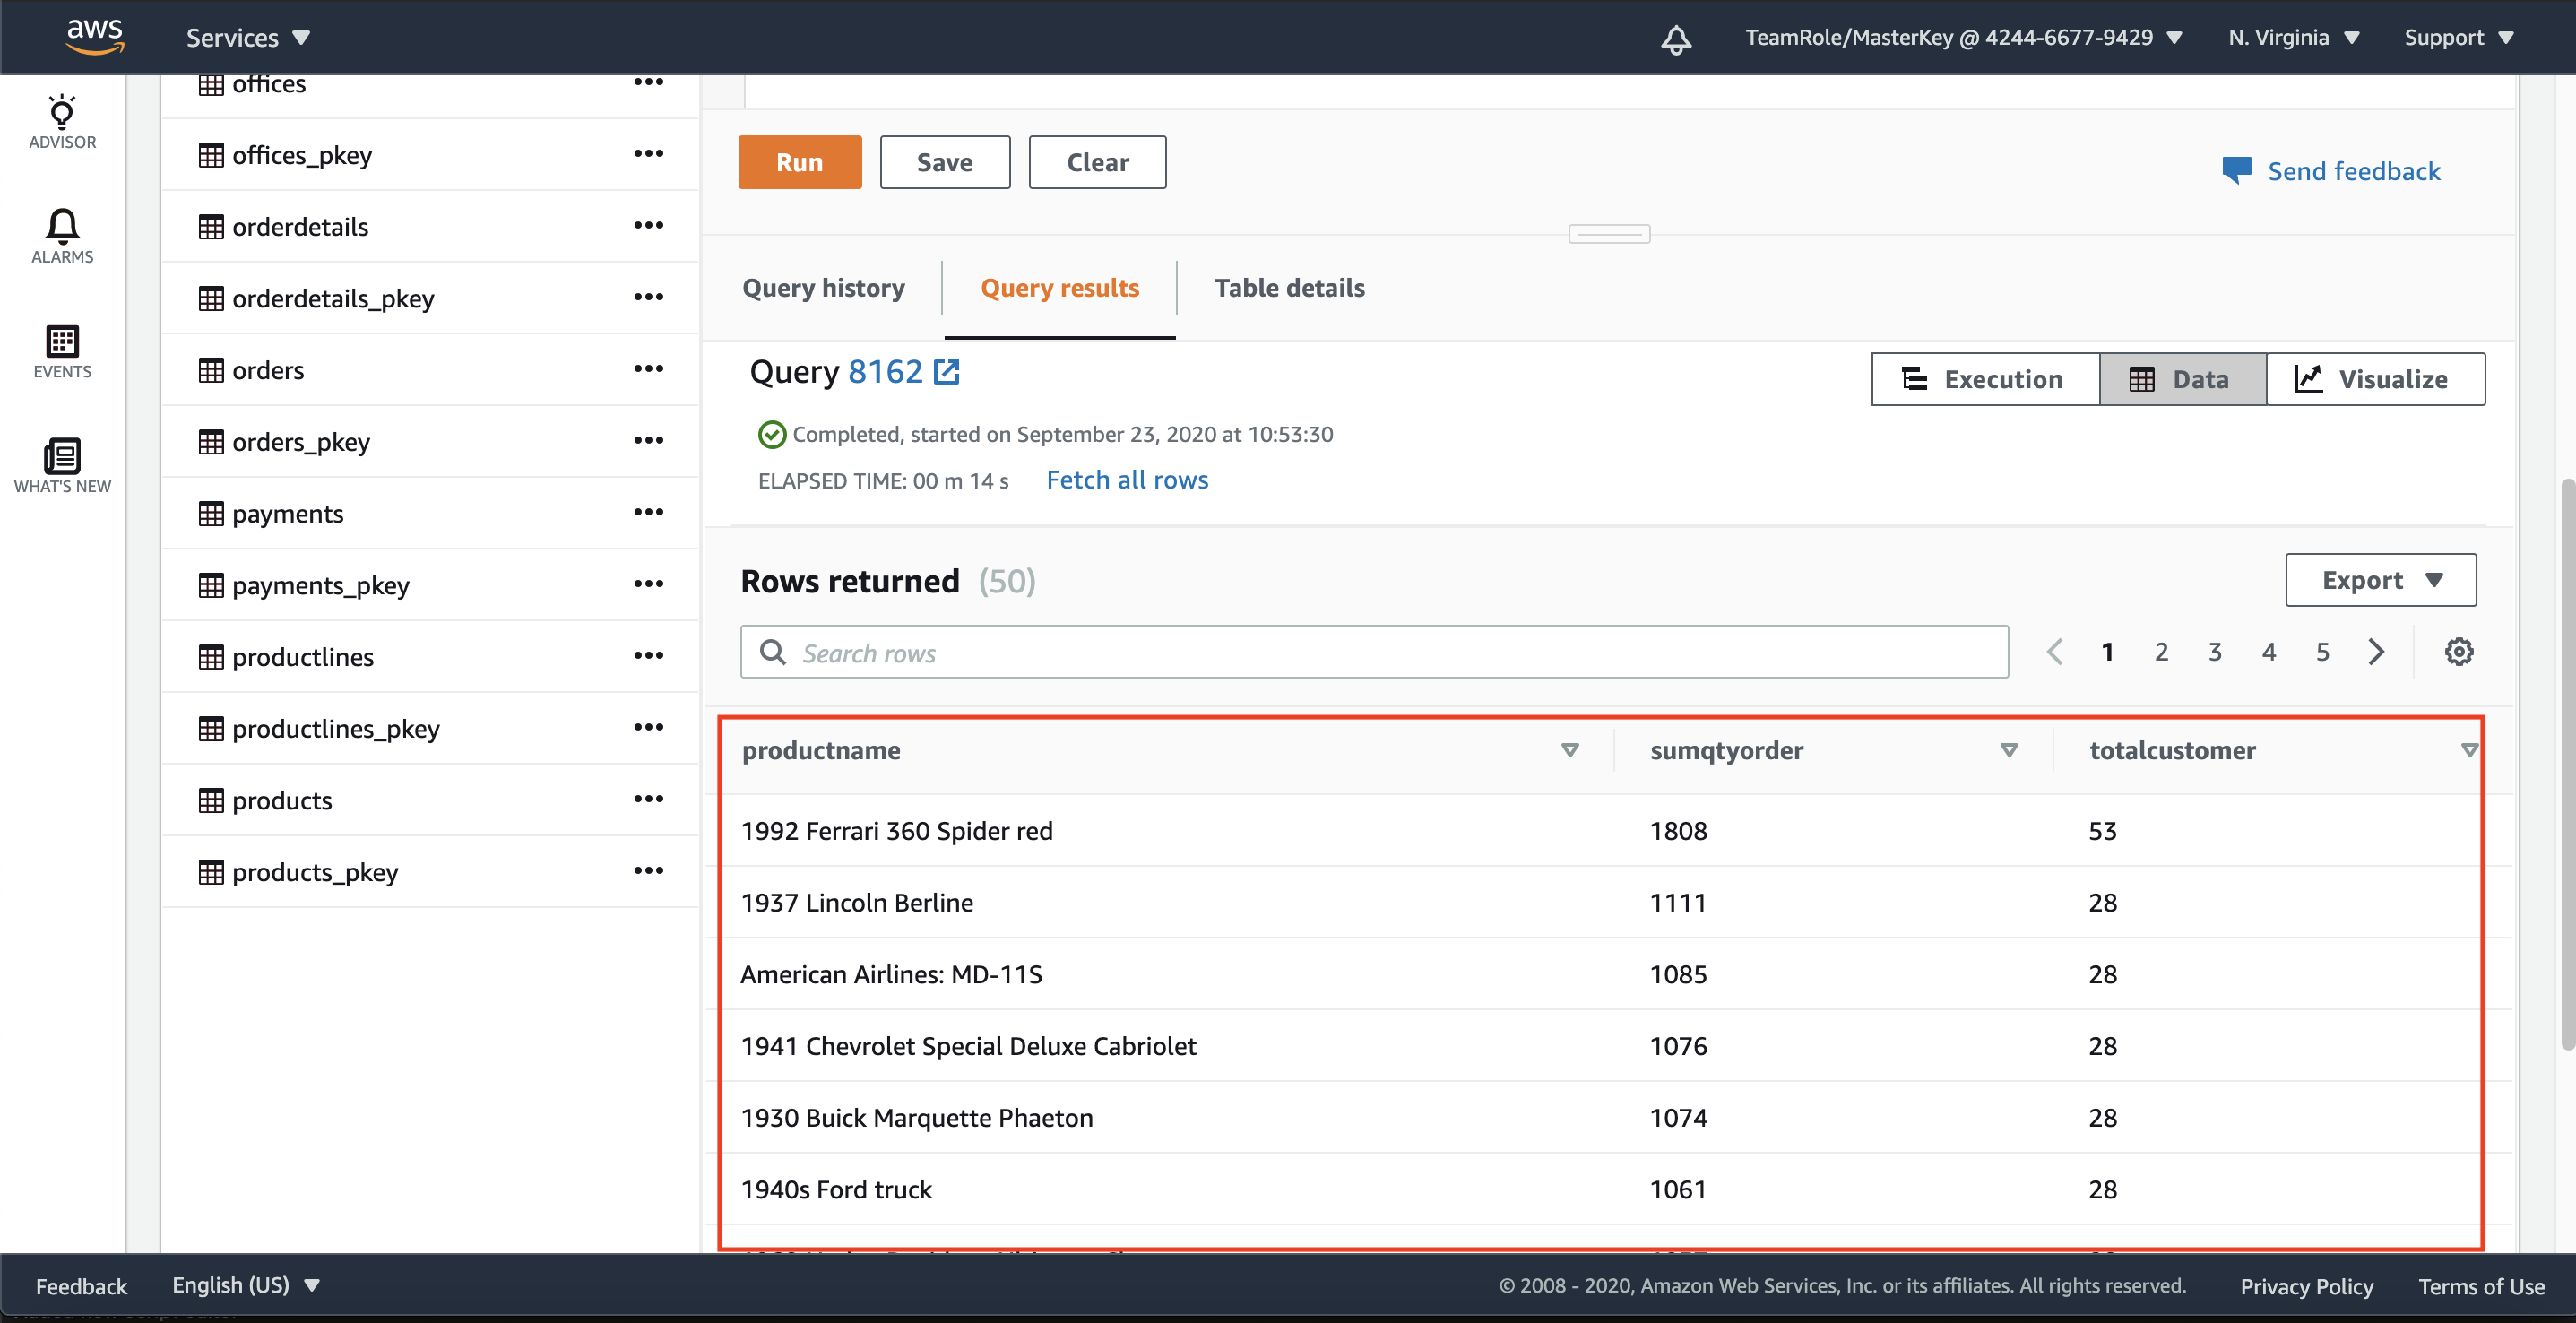 aws
Services
TeamRole/MasterKey @ 4244-6677-9429
N. Virginia
Support
ADVISOR
ALARMS
EVENTS
WHAT'S NEW
offices
offices_pkey
orderdetails
orderdetails_pkey
orders
orders_pkey
payments
payments_pkey
productlines
productlines_pkey
products
products_pkey
Run
Save
Clear
Send feedback
Query history
Query results
Table details
Query 8162
Execution
Data
Visualize
Completed, started on September 23, 2020 at 10:53:30
ELAPSED TIME: 00 m 14 s
Fetch all rows
Rows returned (50)
Export
Search rows
1 2 3 4 5
productname sumqtyorder totalcustomer
1992 Ferrari 360 Spider red 1808 53
1937 Lincoln Berline 1111 28
American Airlines: MD-11S 1085 28
1941 Chevrolet Special Deluxe Cabriolet 1076 28
1930 Buick Marquette Phaeton 1074 28
1940s Ford truck 1061 28
Feedback
English (US)
© 2008 - 2020, Amazon Web Services, Inc. or its affiliates. All rights reserved.
Privacy Policy
Terms of Use